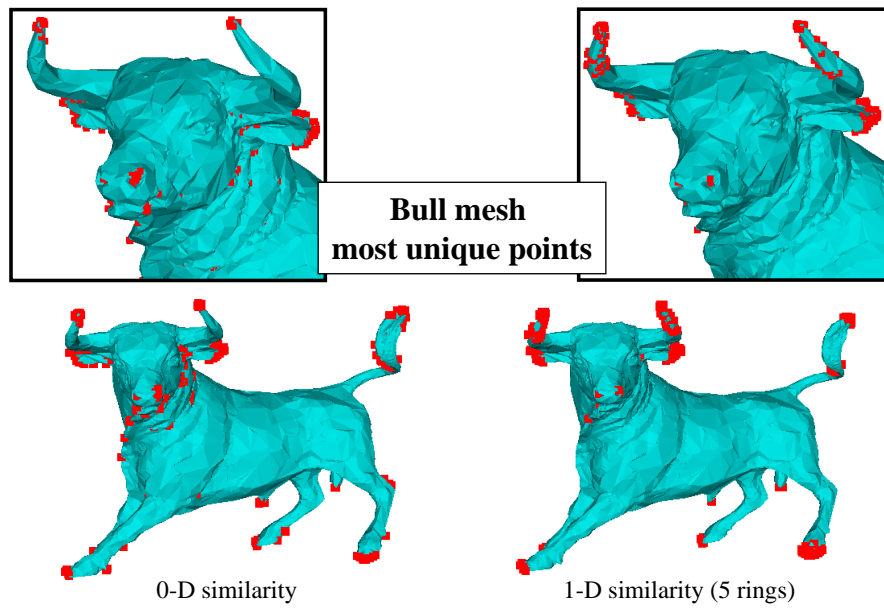 Bull mesh
most unique points
0-D similarity
1-D similarity (5 rings)